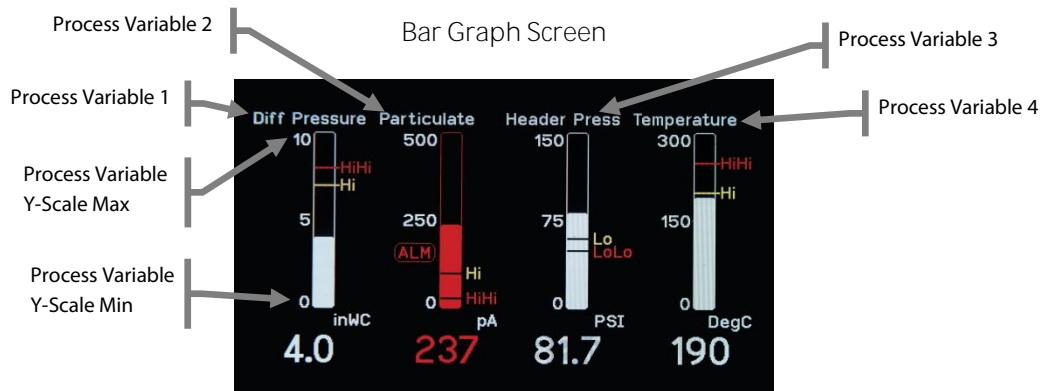 Process Variable 2
Bar Graph Screen
Process Variable 3
Process Variable 1
Process Variable 4
Diff Pressure Particulate Header Press Temperature
10 500 150 300
Process Variable
Y-Scale Max
HiHi
Hi
HiHi
Hi
5 250 75 150
ALM
Lo
LoLo
Hi
HiHi
Process Variable
Y-Scale Min
0 0 0 0
inWC pA PSI DegC
4.0 237 81.7 190